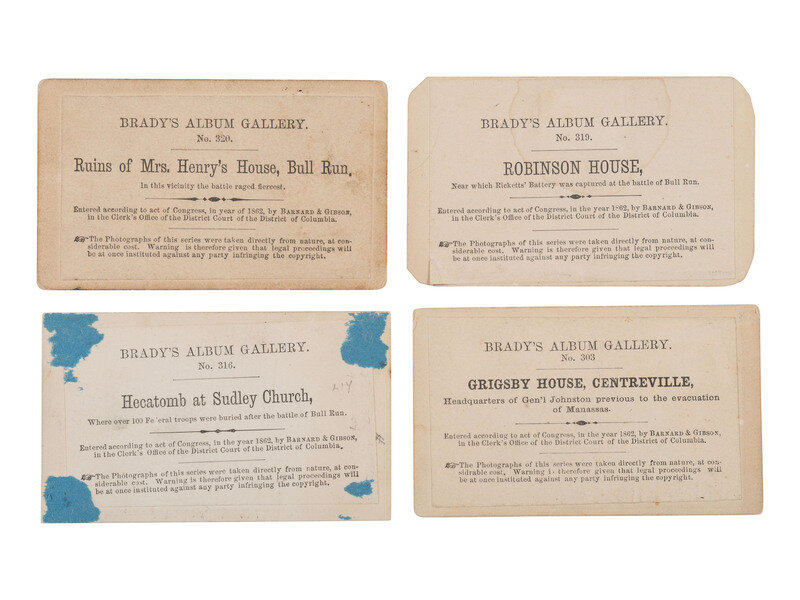 BRADY'S ALBUM GALLERY.
No. 320.
Ruins of Mrs. Henry's House, Bull Run,
In this vicinity the battle raged fiercest.
Entered according to act of Congress, in year of 1862, by BARNARD & GIBSON,
in the Clerk's Office of the District Court of the District of Columbia.
☛The Photographs of this series were taken directly from nature, at con-
siderable cost. Warning is therefore given that legal proceedings will
be at once instituted against any party infringing the copyright.
BRADY'S ALBUM GALLERY.
No. 319.
ROBINSON HOUSE,
Near which Ricketts' Battery was captured at the battle of Bull Run.
Entered according to act of Congress, in the year 1862, by BARNARD & GIBSON,
in the Clerk's Office of the District Court of the District of Columbia.
☛The Photographs of this series were taken directly from nature, at con-
siderable cost. Warning is therefore given that legal proceedings will
be at once instituted against any party infringing the copyright.
BRADY'S ALBUM GALLERY.
No. 316.
Hecatomb at Sudley Church,
Where over 100 Fe'eral troops were buried after the battle of Bull Run.
Entered according to act of Congress, in the year 1862, by BARNARD & GIBSON,
in the Clerk's Office of the District Court of the District of Columbia.
☛The Photographs of this series were taken directly from nature, at con-
siderable cost. Warning is therefore given that legal proceedings will
be at once instituted against any party infringing the copyright.
BRADY'S ALBUM GALLERY.
No. 303
GRIGSBY HOUSE, CENTREVILLE,
Headquarters of Gen'l Johnston previous to the evacuation
of Manassas.
Entered according to act of Congress, in the year 1862, by BARNARD & GIBSON,
in the Clerk's Office of the District Court of the District of Columbia.
☛The Photographs of this series were taken directly from nature, at con-
siderable cost. Warning i therefore given that legal proceedings will
be at once instituted against any party infringing the copyright.